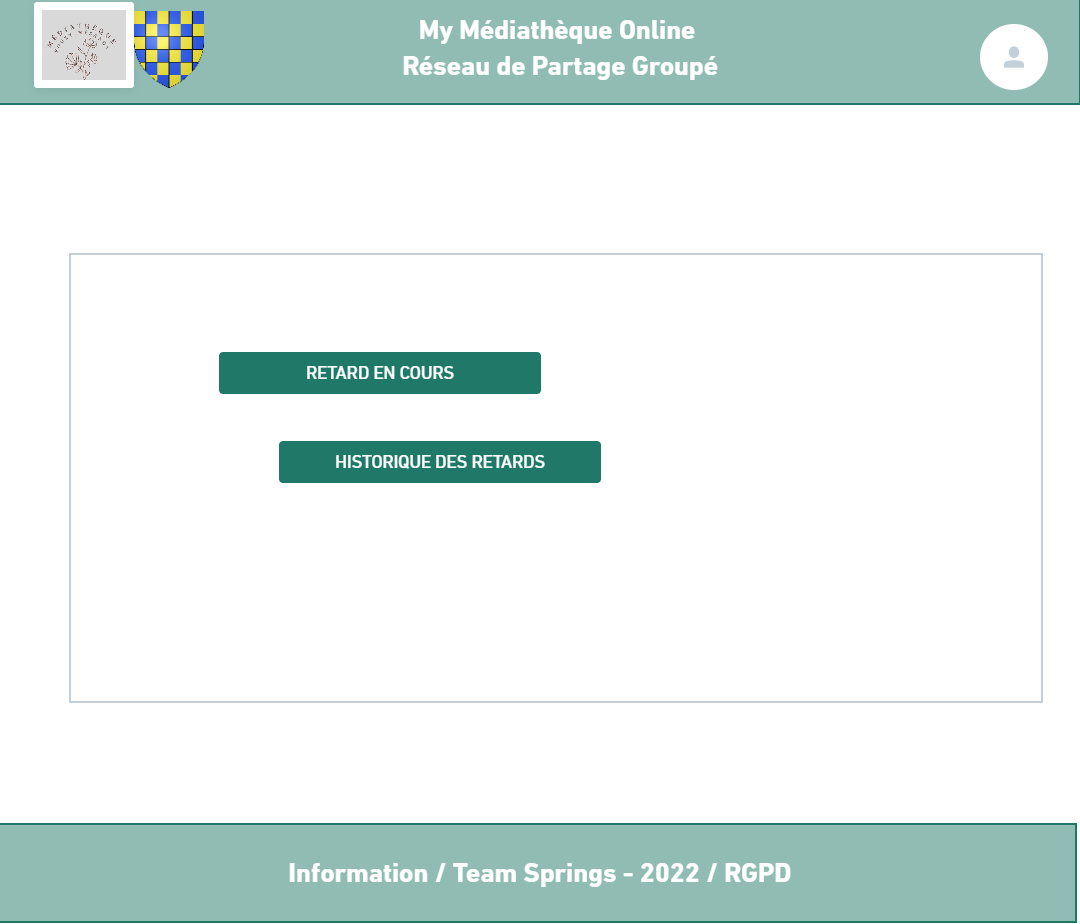 MÉDIATHÈQUE
My Médiathèque Online
Réseau de Partage Groupé
RETARD EN COURS
HISTORIQUE DES RETARDS
Information / Team Springs - 2022 / RGPD